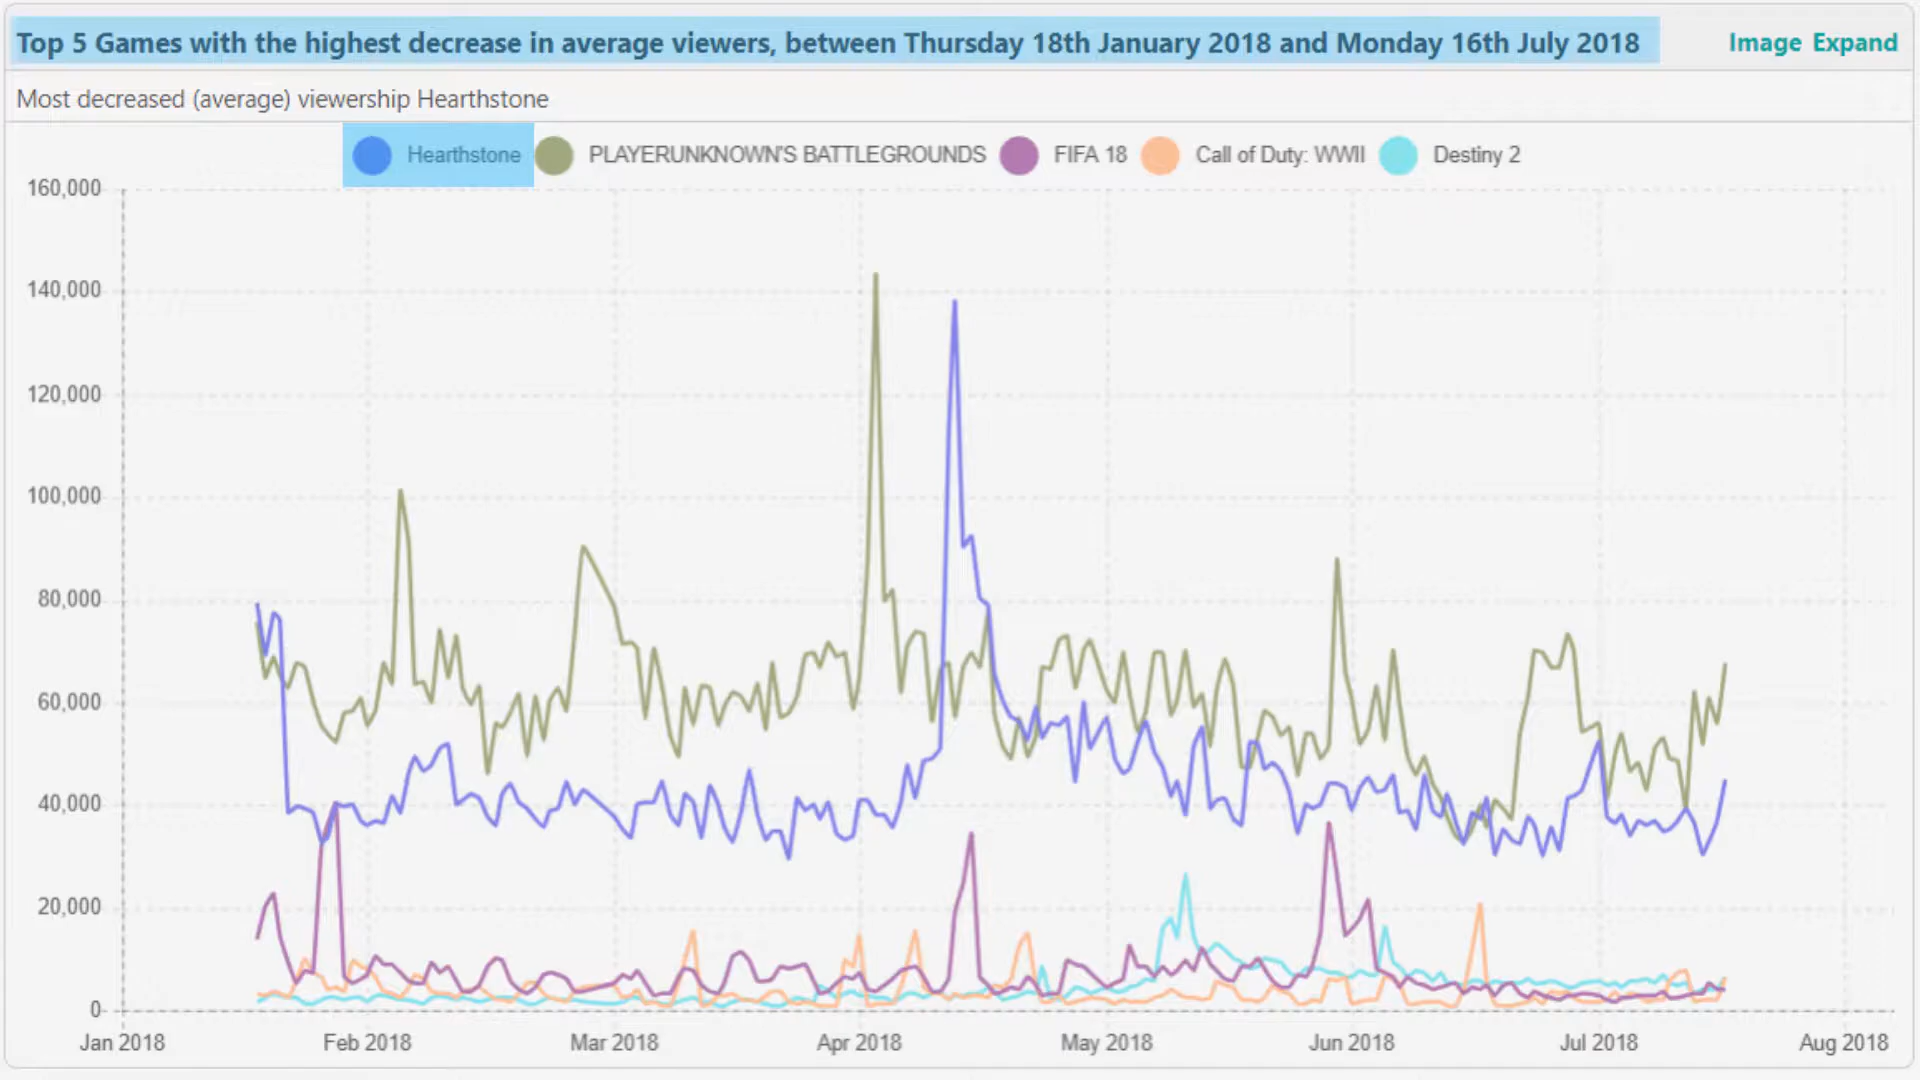 Top 5 Games with the highest decrease in average viewers, between Thursday 18th January 2018 and Monday 16th July 2018 Image Expand
Most decreased (average) viewership Hearthstone
Hearthstone PLAYERUNKNOWN'S BATTLEGROUNDS FIFA 18 Call of Duty: WWII Destiny 2
160,000
140,000
120,000
100,000
80,000
60,000
40,000
20,000
0
Jan 2018 Feb 2018 Mar 2018 Apr 2018 May 2018 Jun 2018 Jul 2018 Aug 2018